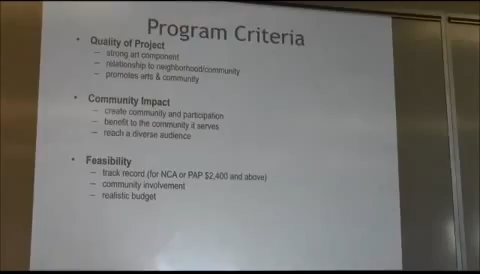 Program Criteria
• Quality of Project
– strong art component
– relationship to neighborhood/community
– promotes arts & community
• Community Impact
– create community and participation
– benefit to the community it serves
– reach a diverse audience
• Feasibility
– track record (for NCA or PAP $2,400 and above)
– community involvement
– realistic budget